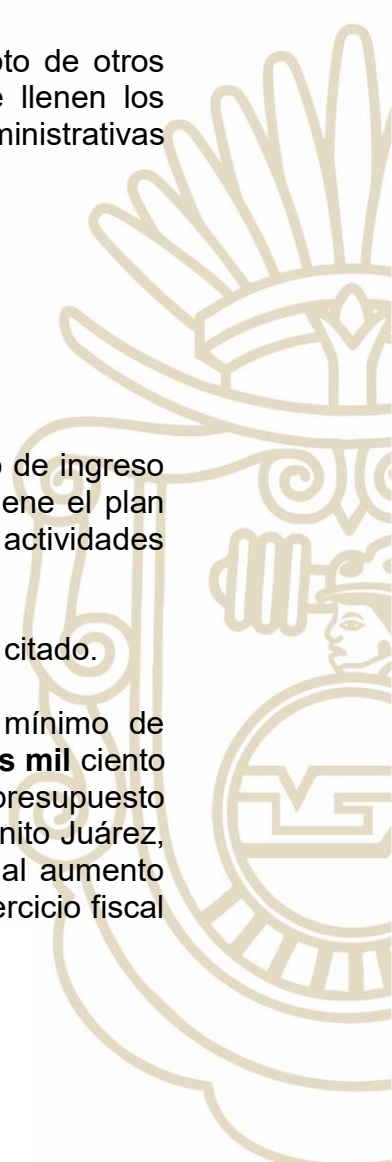 to de otros
llenen los
ministrativas
de ingreso
ene el plan
actividades
citado.
mínimo de
s mil ciento
presupuesto
nito Juárez,
al aumento
ercicio fiscal